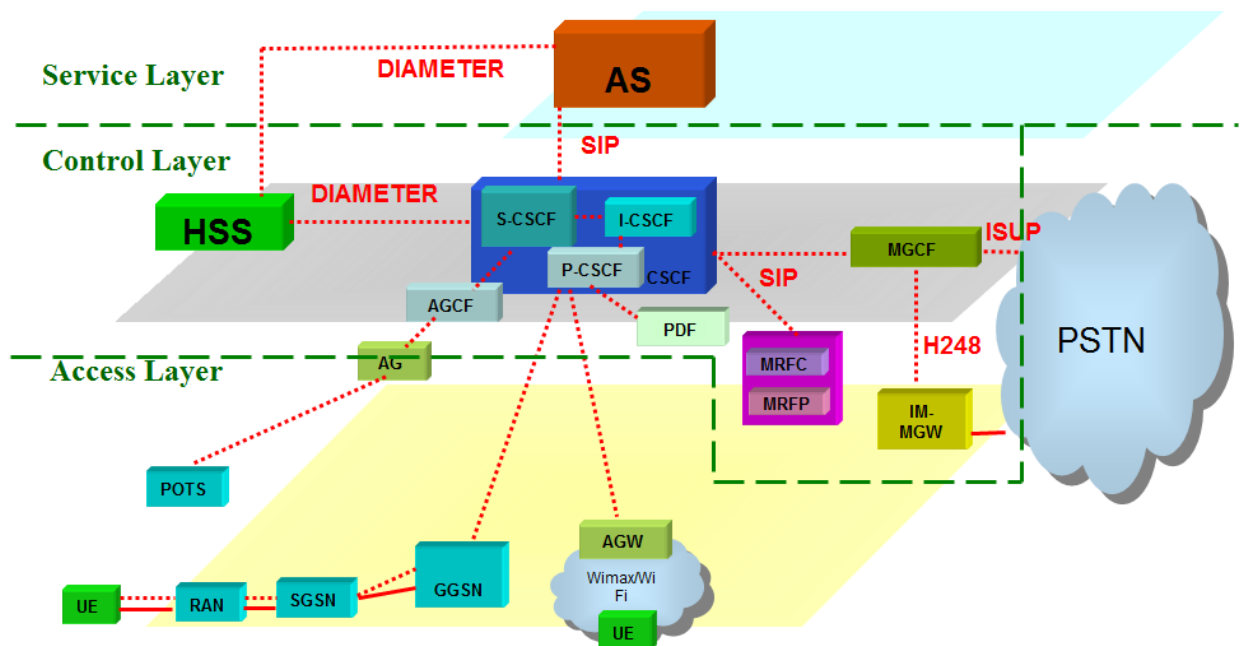 Service Layer
DIAMETER
AS
SIP
Control Layer
DIAMETER
HSS
S-CSCF
I-CSCF
P-CSCF
CSCF
SIP
MGCF
ISUP
AGCF
PDF
PSTN
H248
AG
Access Layer
MRFC
MRFP
IM-
MGW
POTS
AGW
Wimax/Wi
Fi
UE
RAN
SGSN
GGSN
UE